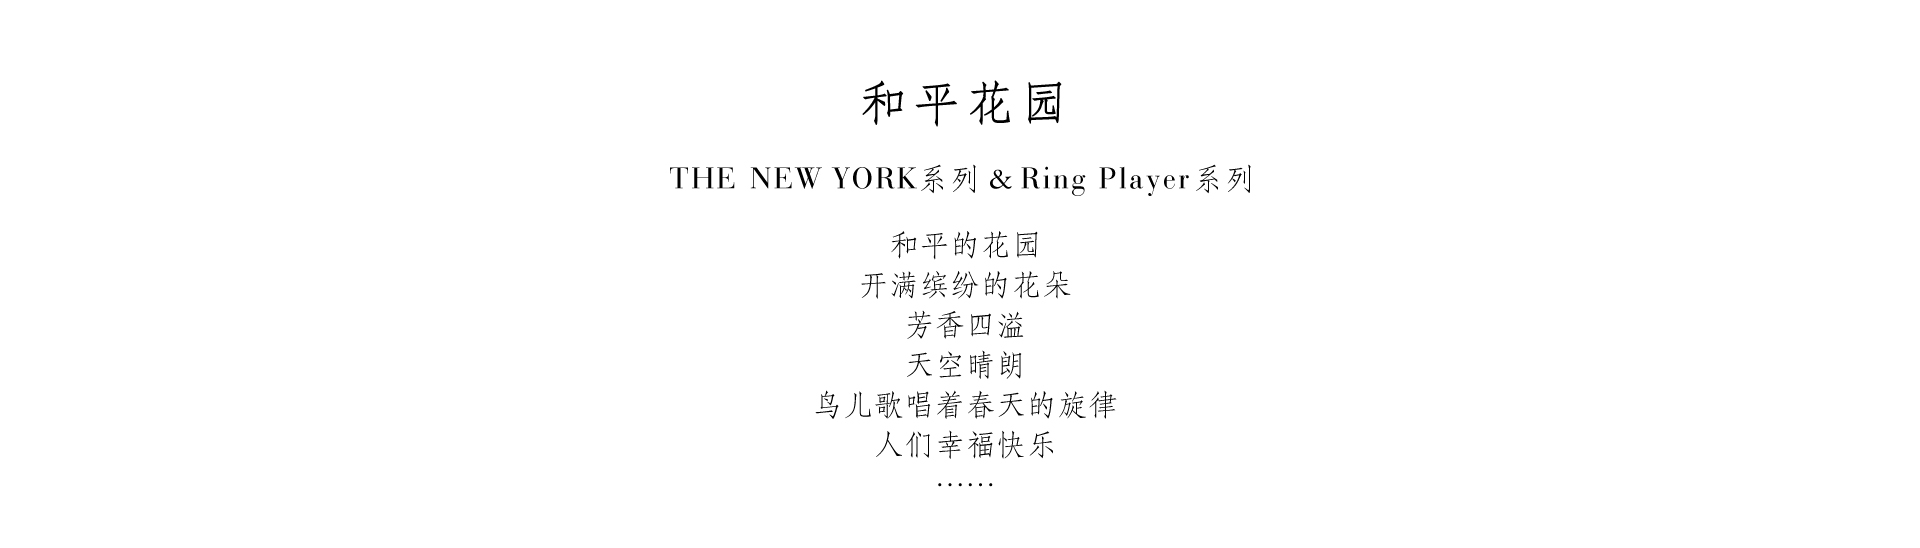 和平花园
THE NEW YORK系列 & Ring Player系列
和平的花园
开满缤纷的花朵
芳香四溢
天空晴朗
鸟儿歌唱着春天的旋律
人们幸福快乐
……